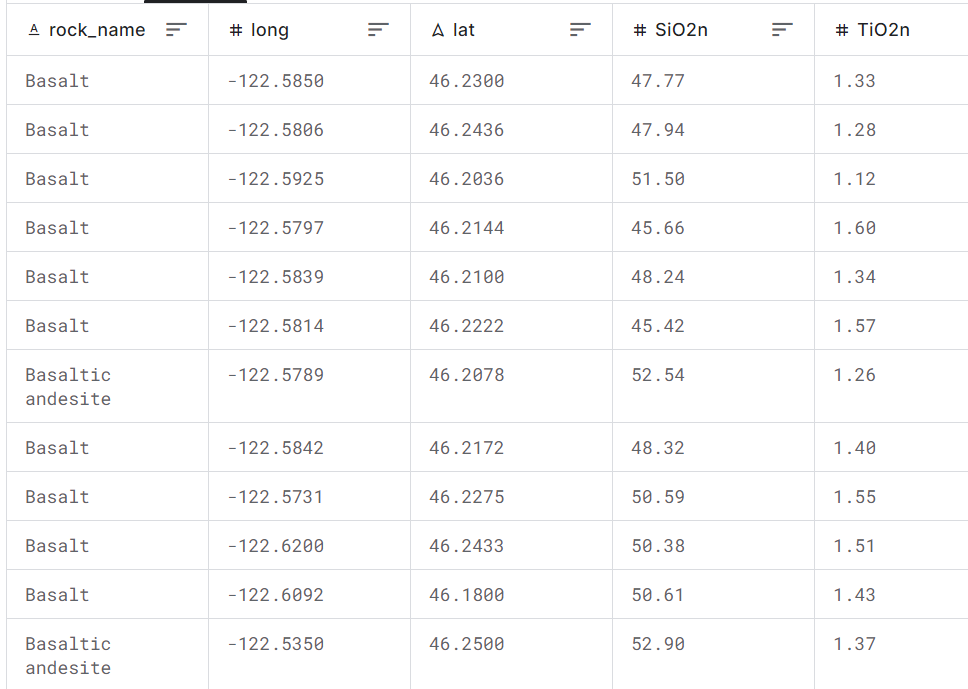 rock_name # long lat # SiO2n # TiO2n
Basalt -122.5850 46.2300 47.77 1.33
Basalt -122.5806 46.2436 47.94 1.28
Basalt -122.5925 46.2036 51.50 1.12
Basalt -122.5797 46.2144 45.66 1.60
Basalt -122.5839 46.2100 48.24 1.34
Basalt -122.5814 46.2222 45.42 1.57
Basaltic -122.5789 46.2078 52.54 1.26
andesite
Basalt -122.5842 46.2172 48.32 1.40
Basalt -122.5731 46.2275 50.59 1.55
Basalt -122.6200 46.2433 50.38 1.51
Basalt -122.6092 46.1800 50.61 1.43
Basaltic -122.5350 46.2500 52.90 1.37
andesite